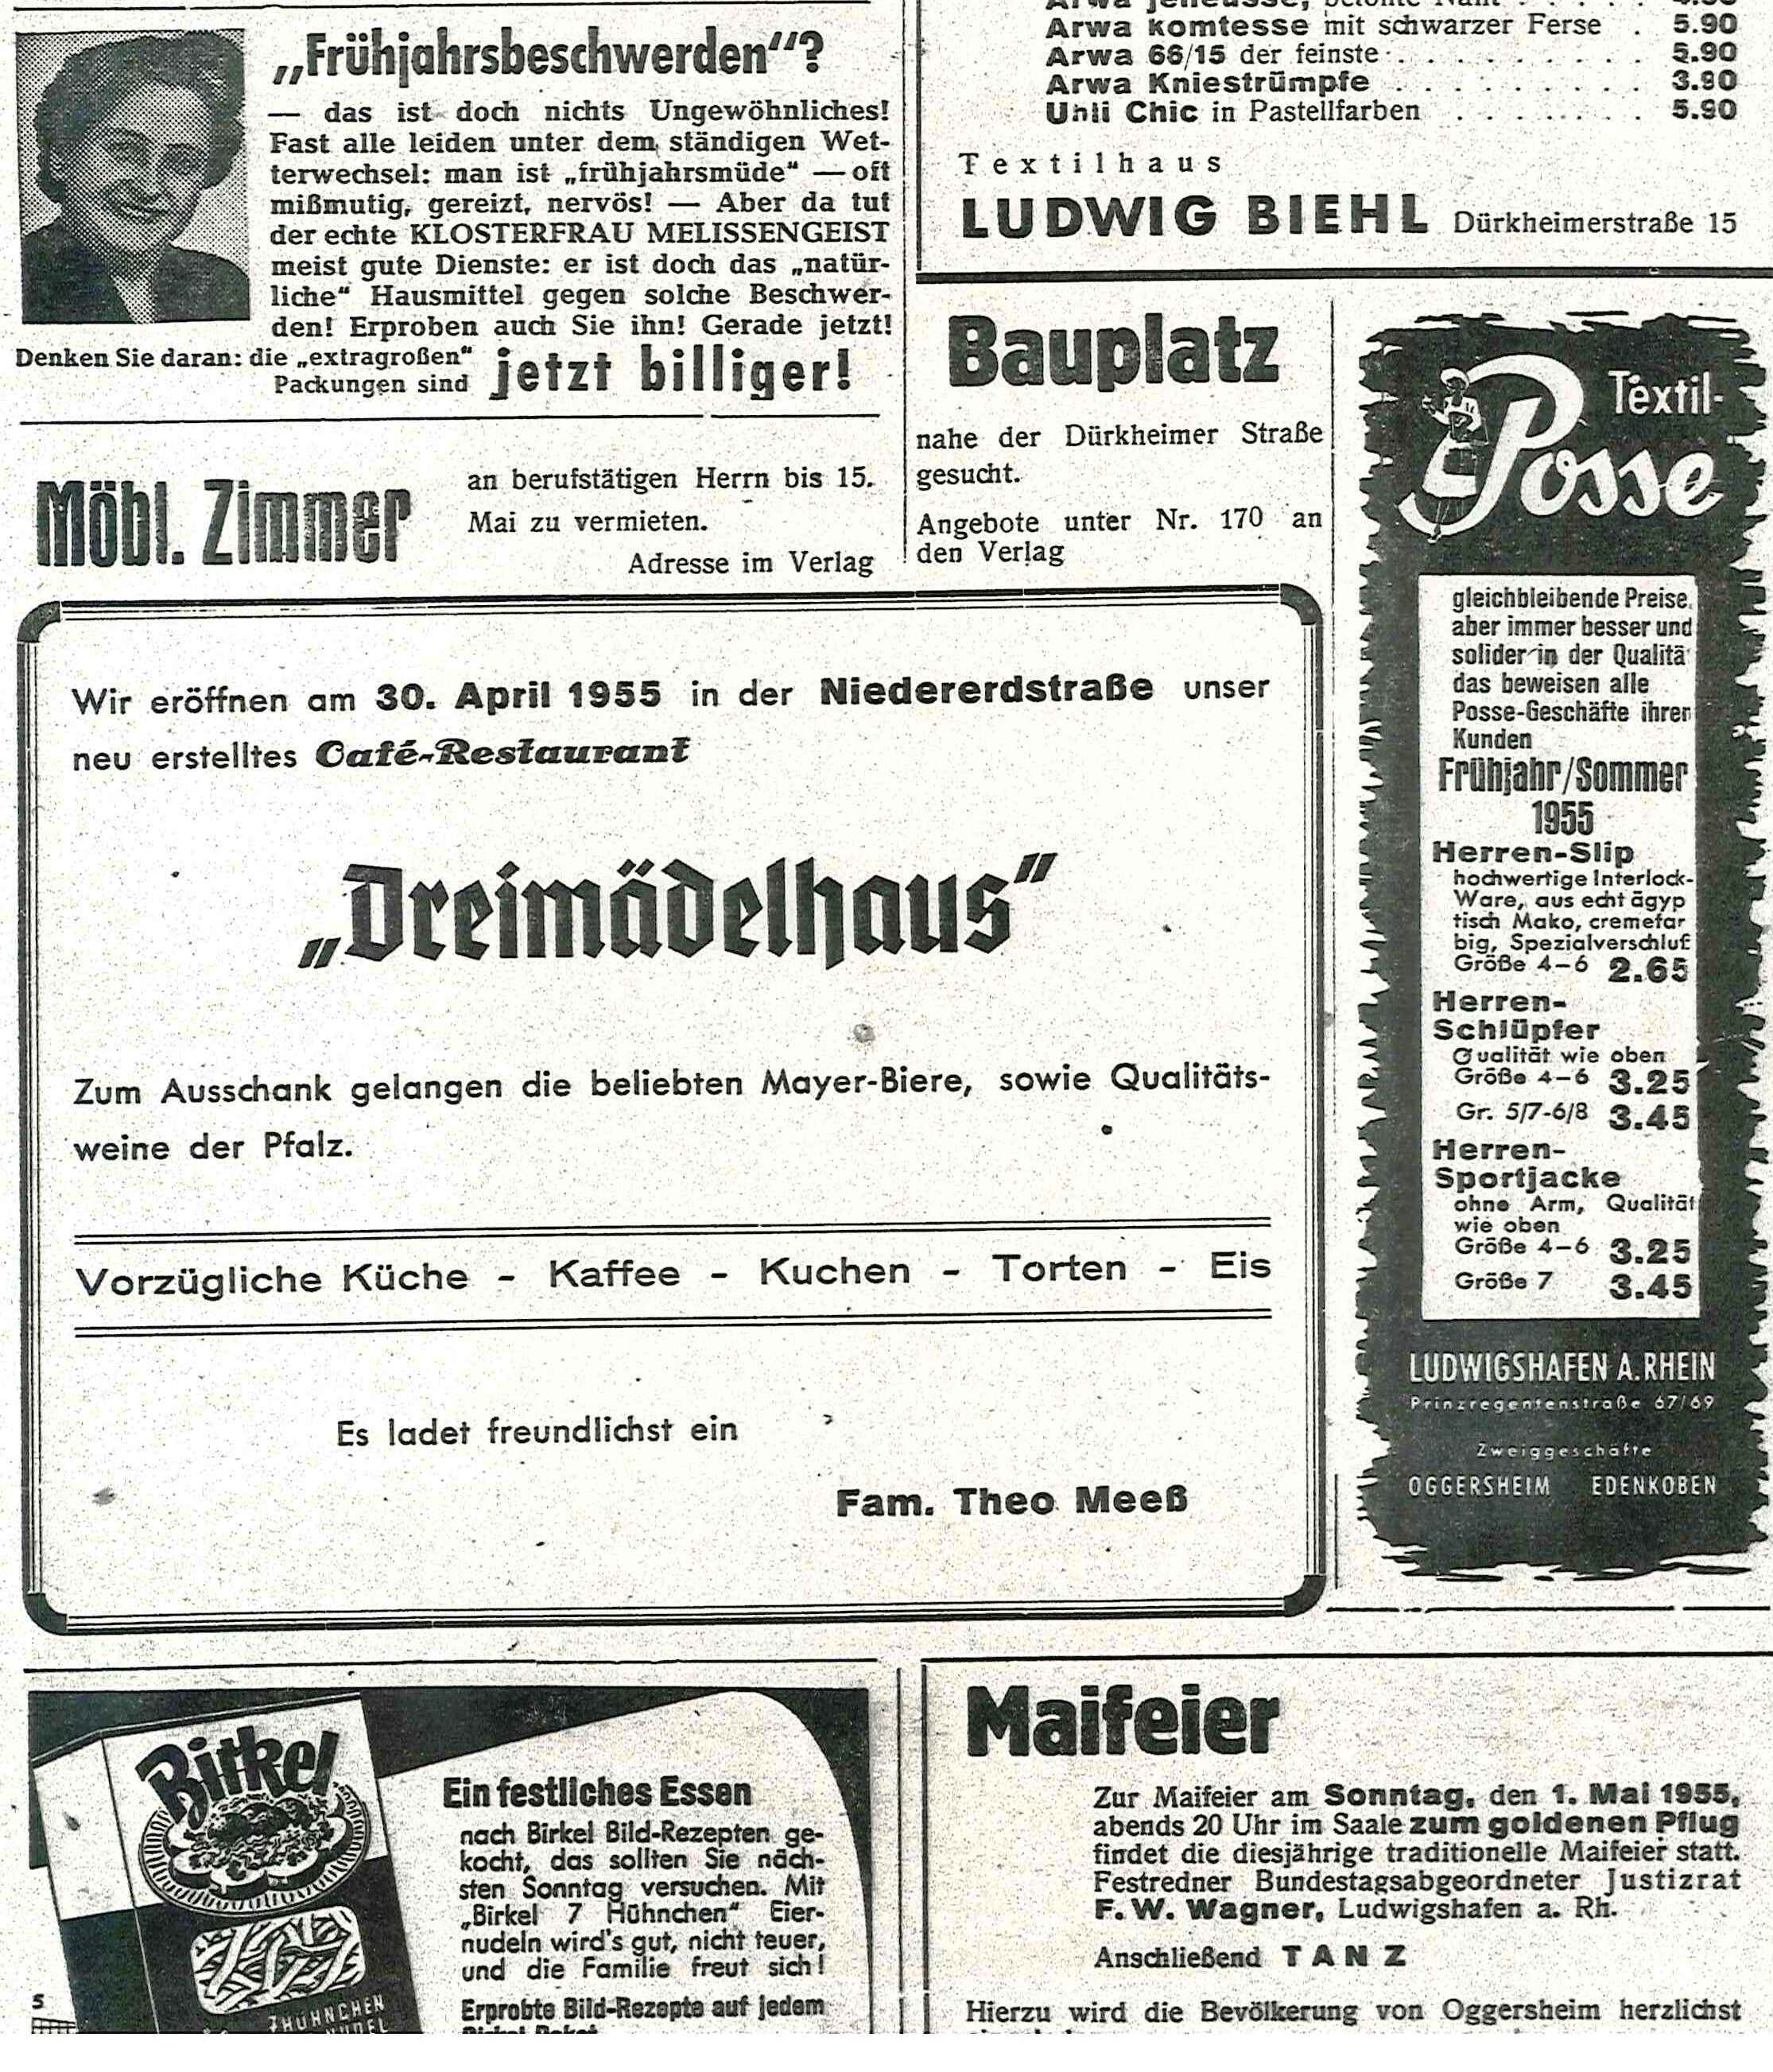 „Frühjahrsbeschwerden“?
— das ist doch nichts Ungewöhnliches!
Fast alle leiden unter dem ständigen Wet-
terwechsel: man ist „frühjahrsmüde“ — oft
mißmutig, gereizt, nervös! — Aber da tut
der echte KLOSTERFRAU MELISSENGEIST
meist gute Dienste: er ist doch das „natür-
liche“ Hausmittel gegen solche Beschwer-
den! Erproben auch Sie ihn! Gerade jetzt!
Denken Sie daran: die „extragroßen“
Packungen sind jetzt billiger!
Arwa komtesse mit schwarzer Ferse . 5.90
Arwa 66/15 der feinste . . . . . . . . . 5.90
Arwa Kniestrümpfe . . . . . . . . . 3.90
Uhli Chic in Pastellfarben . . . . . . . 5.90
Textilhaus
LUDWIG BIEHL Dürkheimerstraße 15
Möbl. Zimmer
an berufstätigen Herrn bis 15.
Mai zu vermieten.
Adresse im Verlag
Bauplatz
nahe der Dürkheimer Straße
gesucht.
Angebote unter Nr. 170 an
den Verlag
Textil-
Posse
gleichbleibende Preise,
aber immer besser und
solider in der Qualitä
das beweisen alle
Posse-Geschäfte ihren
Kunden
Frühjahr/Sommer
1955
Herren-Slip
hochwertige Interlock-
Ware, aus echt ägyp
tisch Mako, cremefar
big, Spezialverschluß
Größe 4–6 2.65
Herren-
Schlüpfer
Qualität wie oben
Größe 4–6 3.25
Gr. 5/7-6/8 3.45
Herren-
Sportjacke
ohne Arm, Qualität
wie oben
Größe 4–6 3.25
Größe 7 3.45
LUDWIGSHAFEN A. RHEIN
Prinzregentenstraße 67/69
Zweiggeschäfte
OGGERSHEIM EDENKOBEN
Wir eröffnen am 30. April 1955 in der Niedererdstraße unser
neu erstelltes Café-Restaurant
„Dreimädelhaus“
Zum Ausschank gelangen die beliebten Mayer-Biere, sowie Qualitäts-
weine der Pfalz.
Vorzügliche Küche - Kaffee - Kuchen - Torten - Eis
Es ladet freundlichst ein
Fam. Theo Meeß
Birkel
7 HÜHNCHEN
Ein festliches Essen
nach Birkel Bild-Rezepten ge-
kocht, das sollten Sie näch-
sten Sonntag versuchen. Mit
„Birkel 7 Hühnchen“ Eier-
nudeln wird's gut, nicht teuer,
und die Familie freut sich!
Erprobte Bild-Rezepte auf jedem
Maifeier
Zur Maifeier am Sonntag, den 1. Mai 1955,
abends 20 Uhr im Saale zum goldenen Pflug
findet die diesjährige traditionelle Maifeier statt.
Festredner Bundestagsabgeordneter Justizrat
F. W. Wagner, Ludwigshafen a. Rh.
Anschließend TANZ
Hierzu wird die Bevölkerung von Oggersheim herzlichst